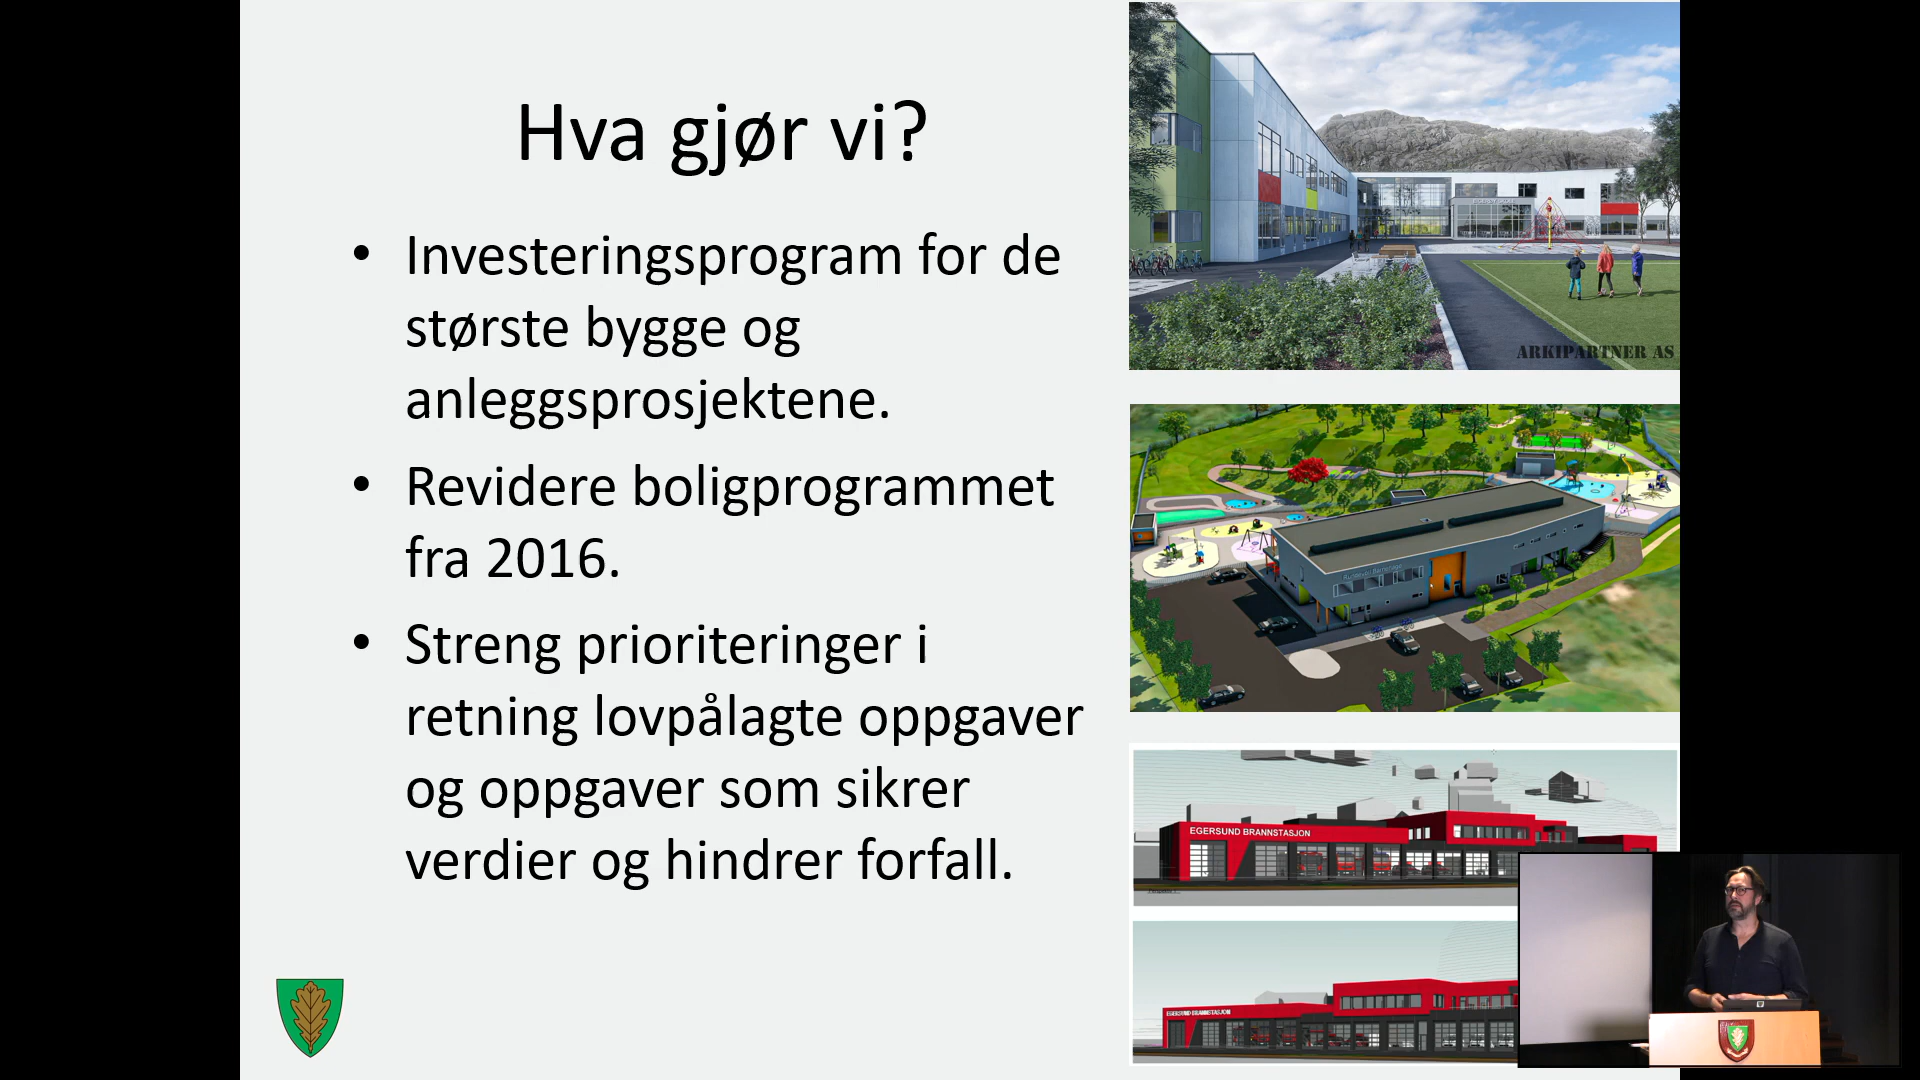 Hva gjør vi?
• Investeringsprogram for de
største bygge og
anleggsprosjektene.
• Revidere boligprogrammet
fra 2016.
• Streng prioriteringer i
retning lovpålagte oppgaver
og oppgaver som sikrer
verdier og hindrer forfall.
ARKIPARTNER AS
EGERSUND BRANNSTASJON
EGERSUND BRANNSTASJON